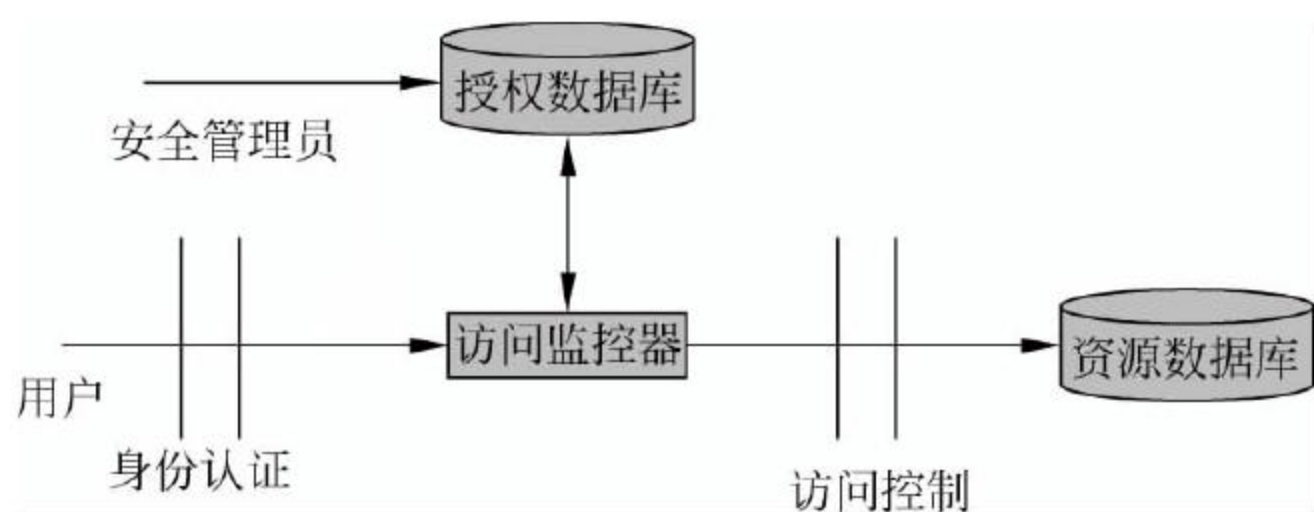 授权数据库
安全管理员
访问监控器
资源数据库
用户
身份认证
访问控制